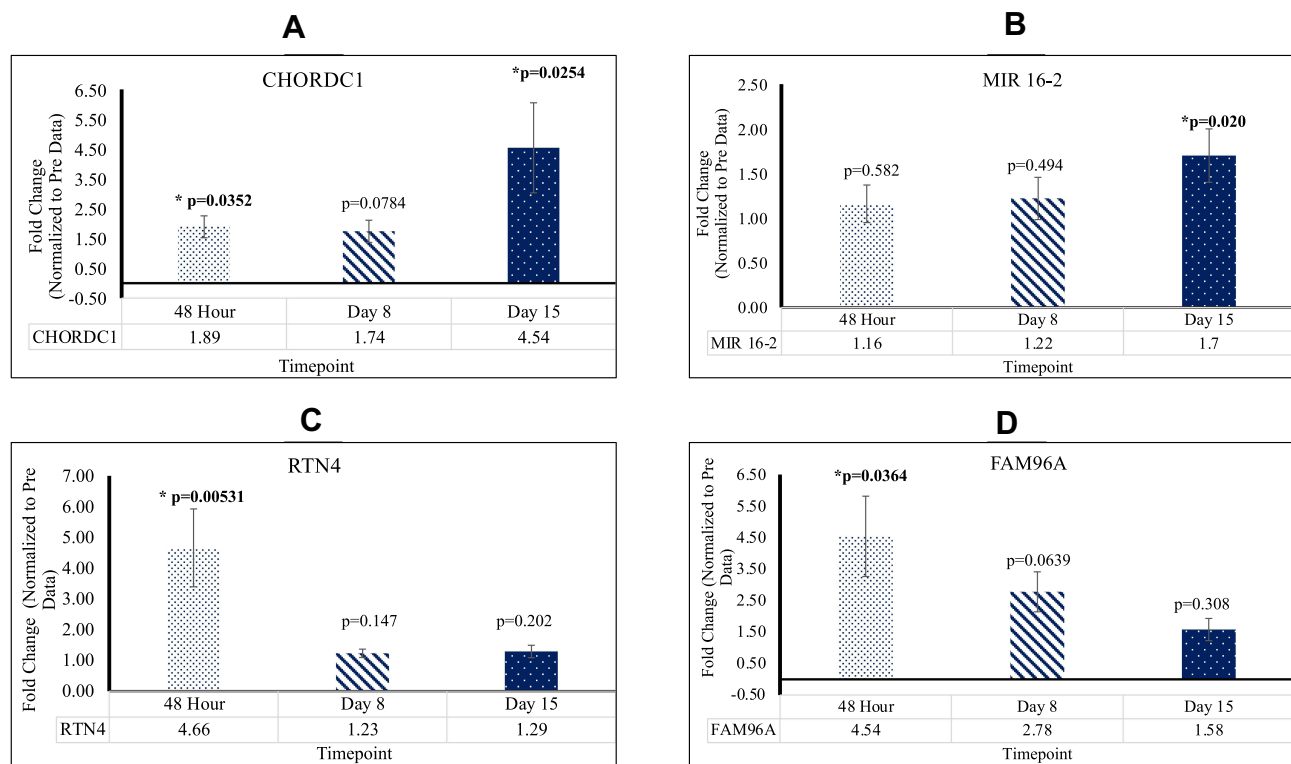 A
CHORDC1
*p=0.0254
6.50
5.50
4.50
3.50
2.50
1.50
0.50
-0.50
Fold Change
(Normalized to Pre Data)
* p=0.0352
p=0.0784
48 Hour Day 8 Day 15
CHORDC1 1.89 1.74 4.54
Timepoint
B
MIR 16-2
2.50
2.00
1.50
1.00
0.50
0.00
Fold Change
(Normalized to Pre Data)
p=0.582
p=0.494
*p=0.020
48 Hour Day 8 Day 15
MIR 16-2 1.16 1.22 1.7
Timepoint
C
RTN4
7.00
6.00
5.00
4.00
3.00
2.00
1.00
0.00
Fold Change (Normalized to Pre
Data)
* p=0.00531
p=0.147
p=0.202
48 Hour Day 8 Day 15
RTN4 4.66 1.23 1.29
Timepoint
D
FAM96A
6.50
5.50
4.50
3.50
2.50
1.50
0.50
-0.50
Fold Change (Normalized to Pre
Data)
*p=0.0364
p=0.0639
p=0.308
48 Hour Day 8 Day 15
FAM96A 4.54 2.78 1.58
Timepoint